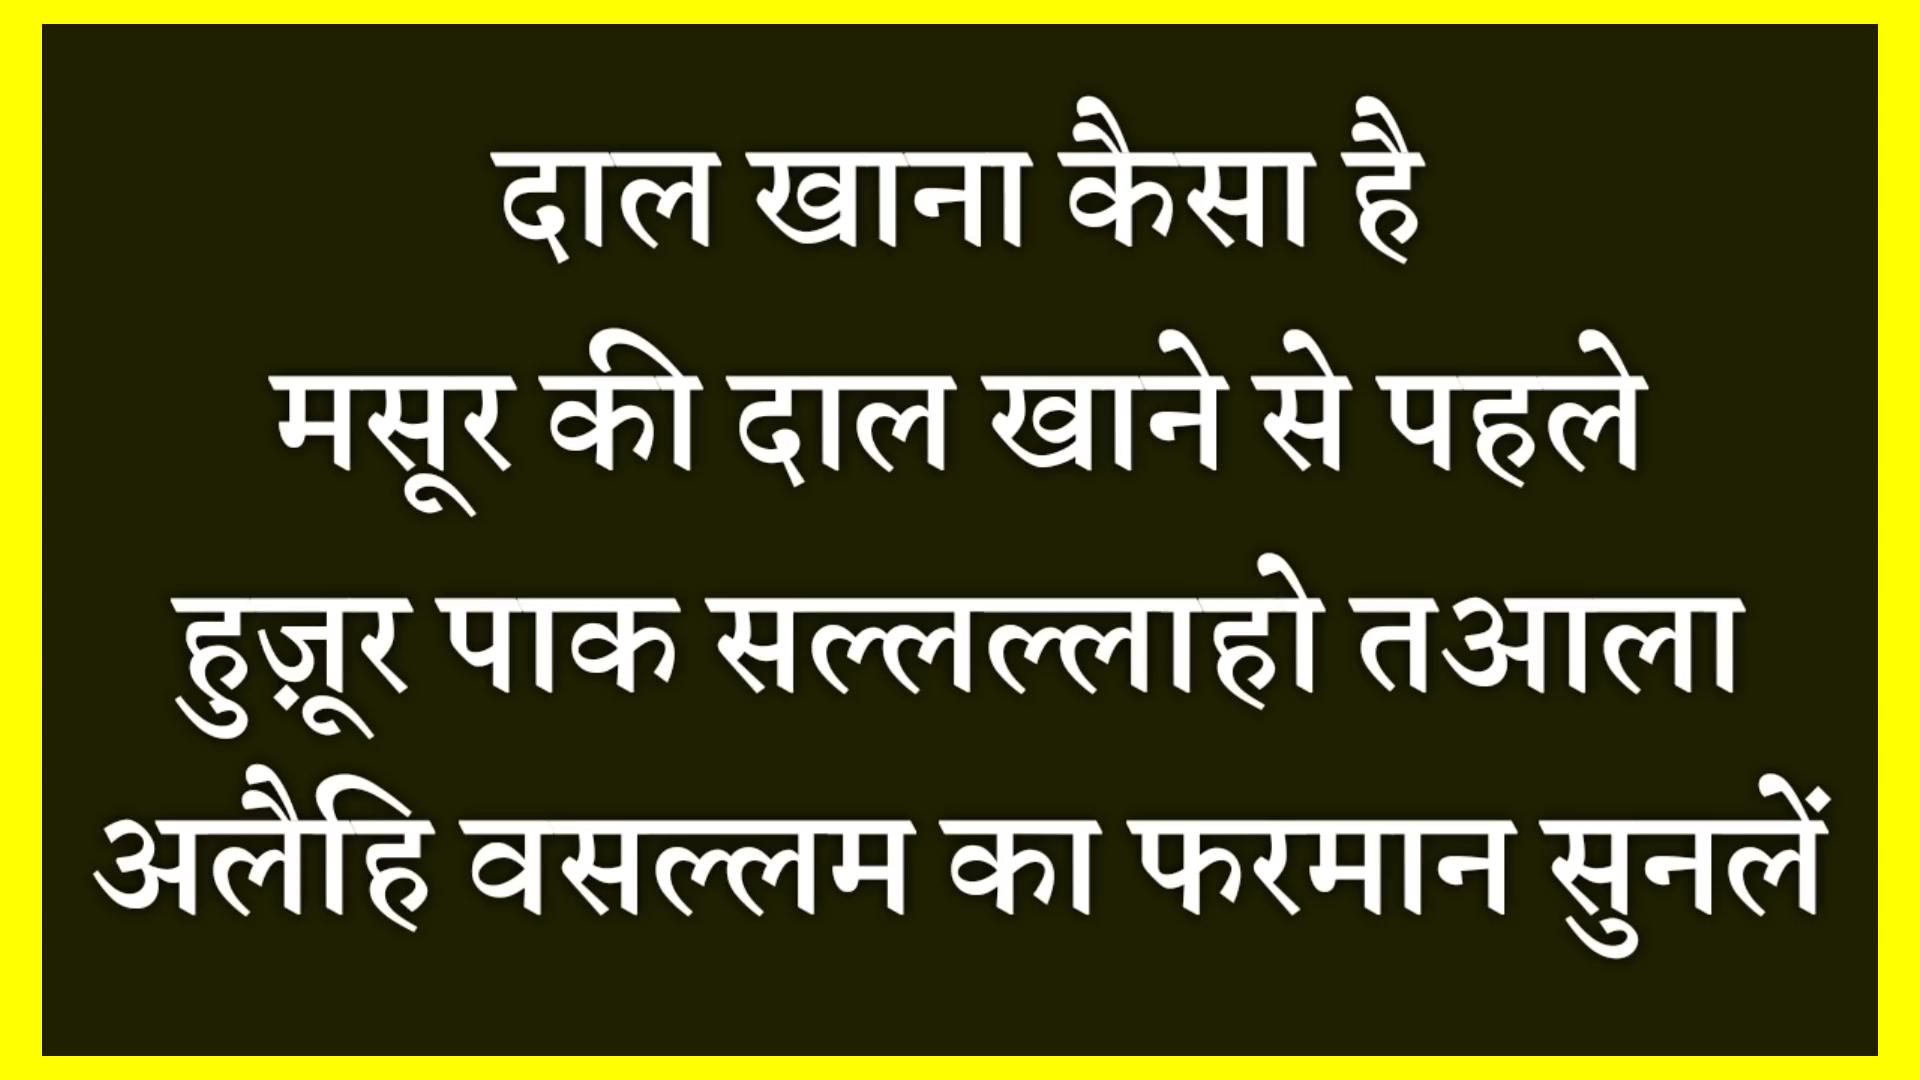 दाल खाना कैसा है
मसूर की दाल खाने से पहले
हुज़ूर पाक सल्लल्लाहो तआला
अलैहि वसल्लम का फरमान सुनलें